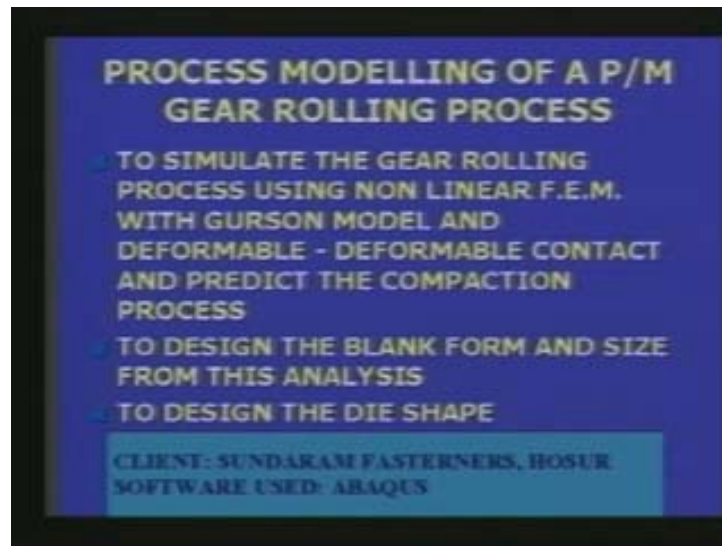 PROCESS MODELLING OF A P/M
GEAR ROLLING PROCESS
TO SIMULATE THE GEAR ROLLING
PROCESS USING NON LINEAR F.E.M.
WITH GURSON MODEL AND
DEFORMABLE - DEFORMABLE CONTACT
AND PREDICT THE COMPACTION
PROCESS
TO DESIGN THE BLANK FORM AND SIZE
FROM THIS ANALYSIS
TO DESIGN THE DIE SHAPE
CLIENT: SUNDARAM FASTERNERS, HOSUR
SOFTWARE USED: ABAQUS